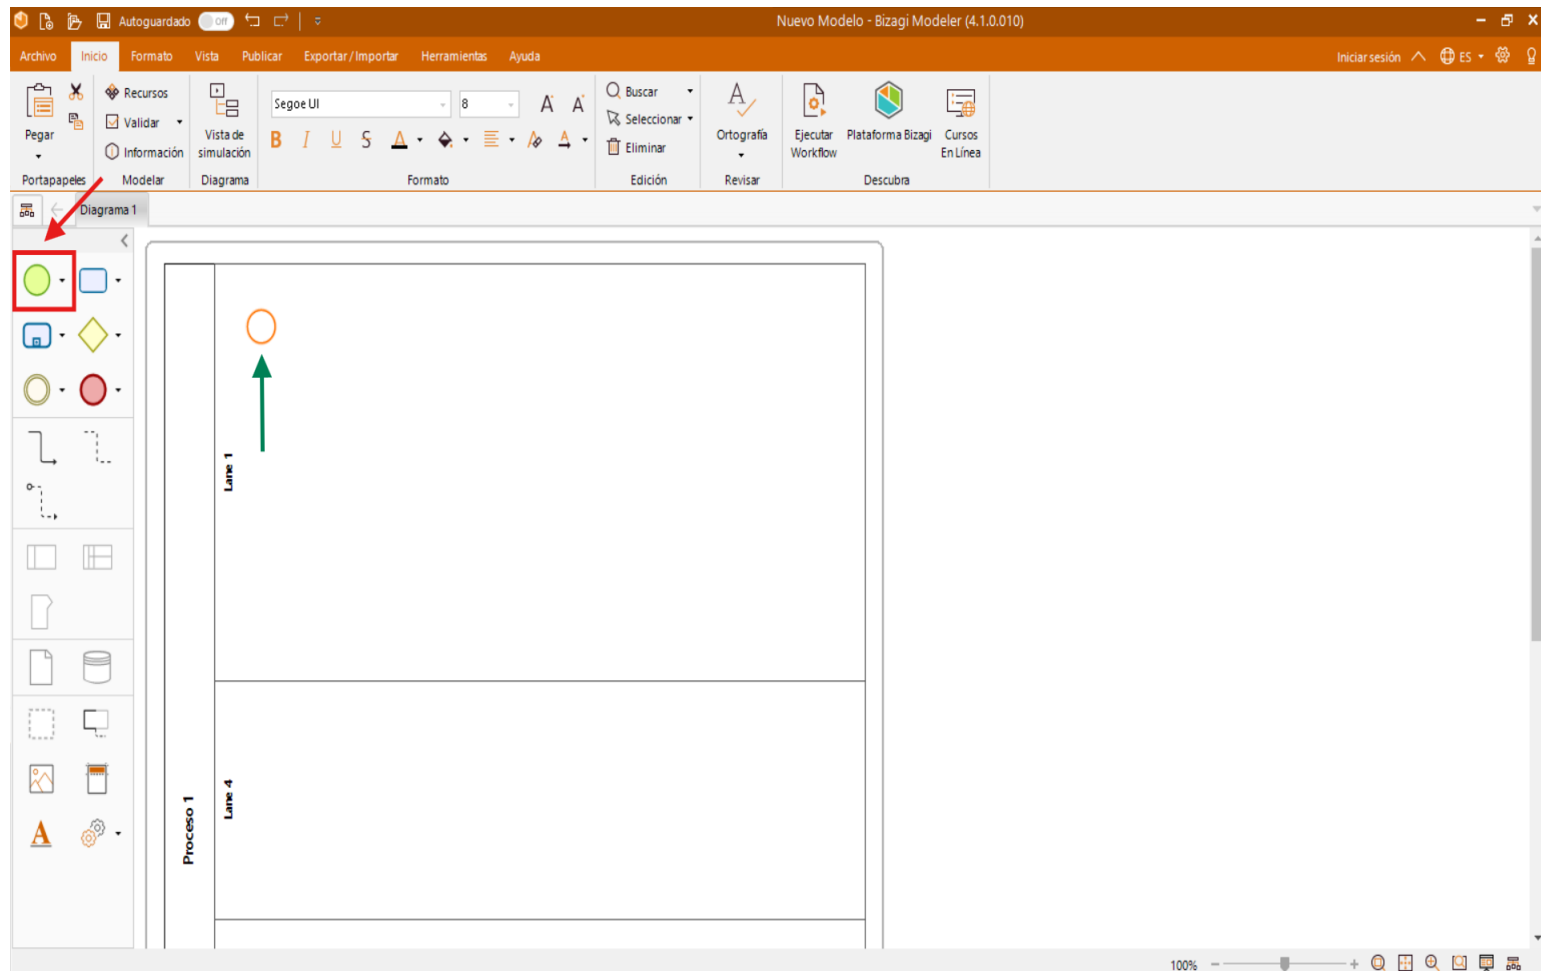 Autoguardado Off Nuevo Modelo - Bizagi Modeler (4.1.0.010)
Archivo Inicio Formato Vista Publicar Exportar / Importar Herramientas Ayuda Iniciar sesión ES
Pegar
Portapapeles
Recursos
Validar
Información
Modelar
Vista de
simulación
Diagrama
Segoe UI 8 A A
B I U S A A
Formato
Buscar
Seleccionar
Eliminar
Edición
Ortografía
Revisar
Ejecutar
Workflow
Plataforma Bizagi
Cursos
En Línea
Descubra
Diagrama 1
Lane 1
Lane 4
Proceso 1
A
100%